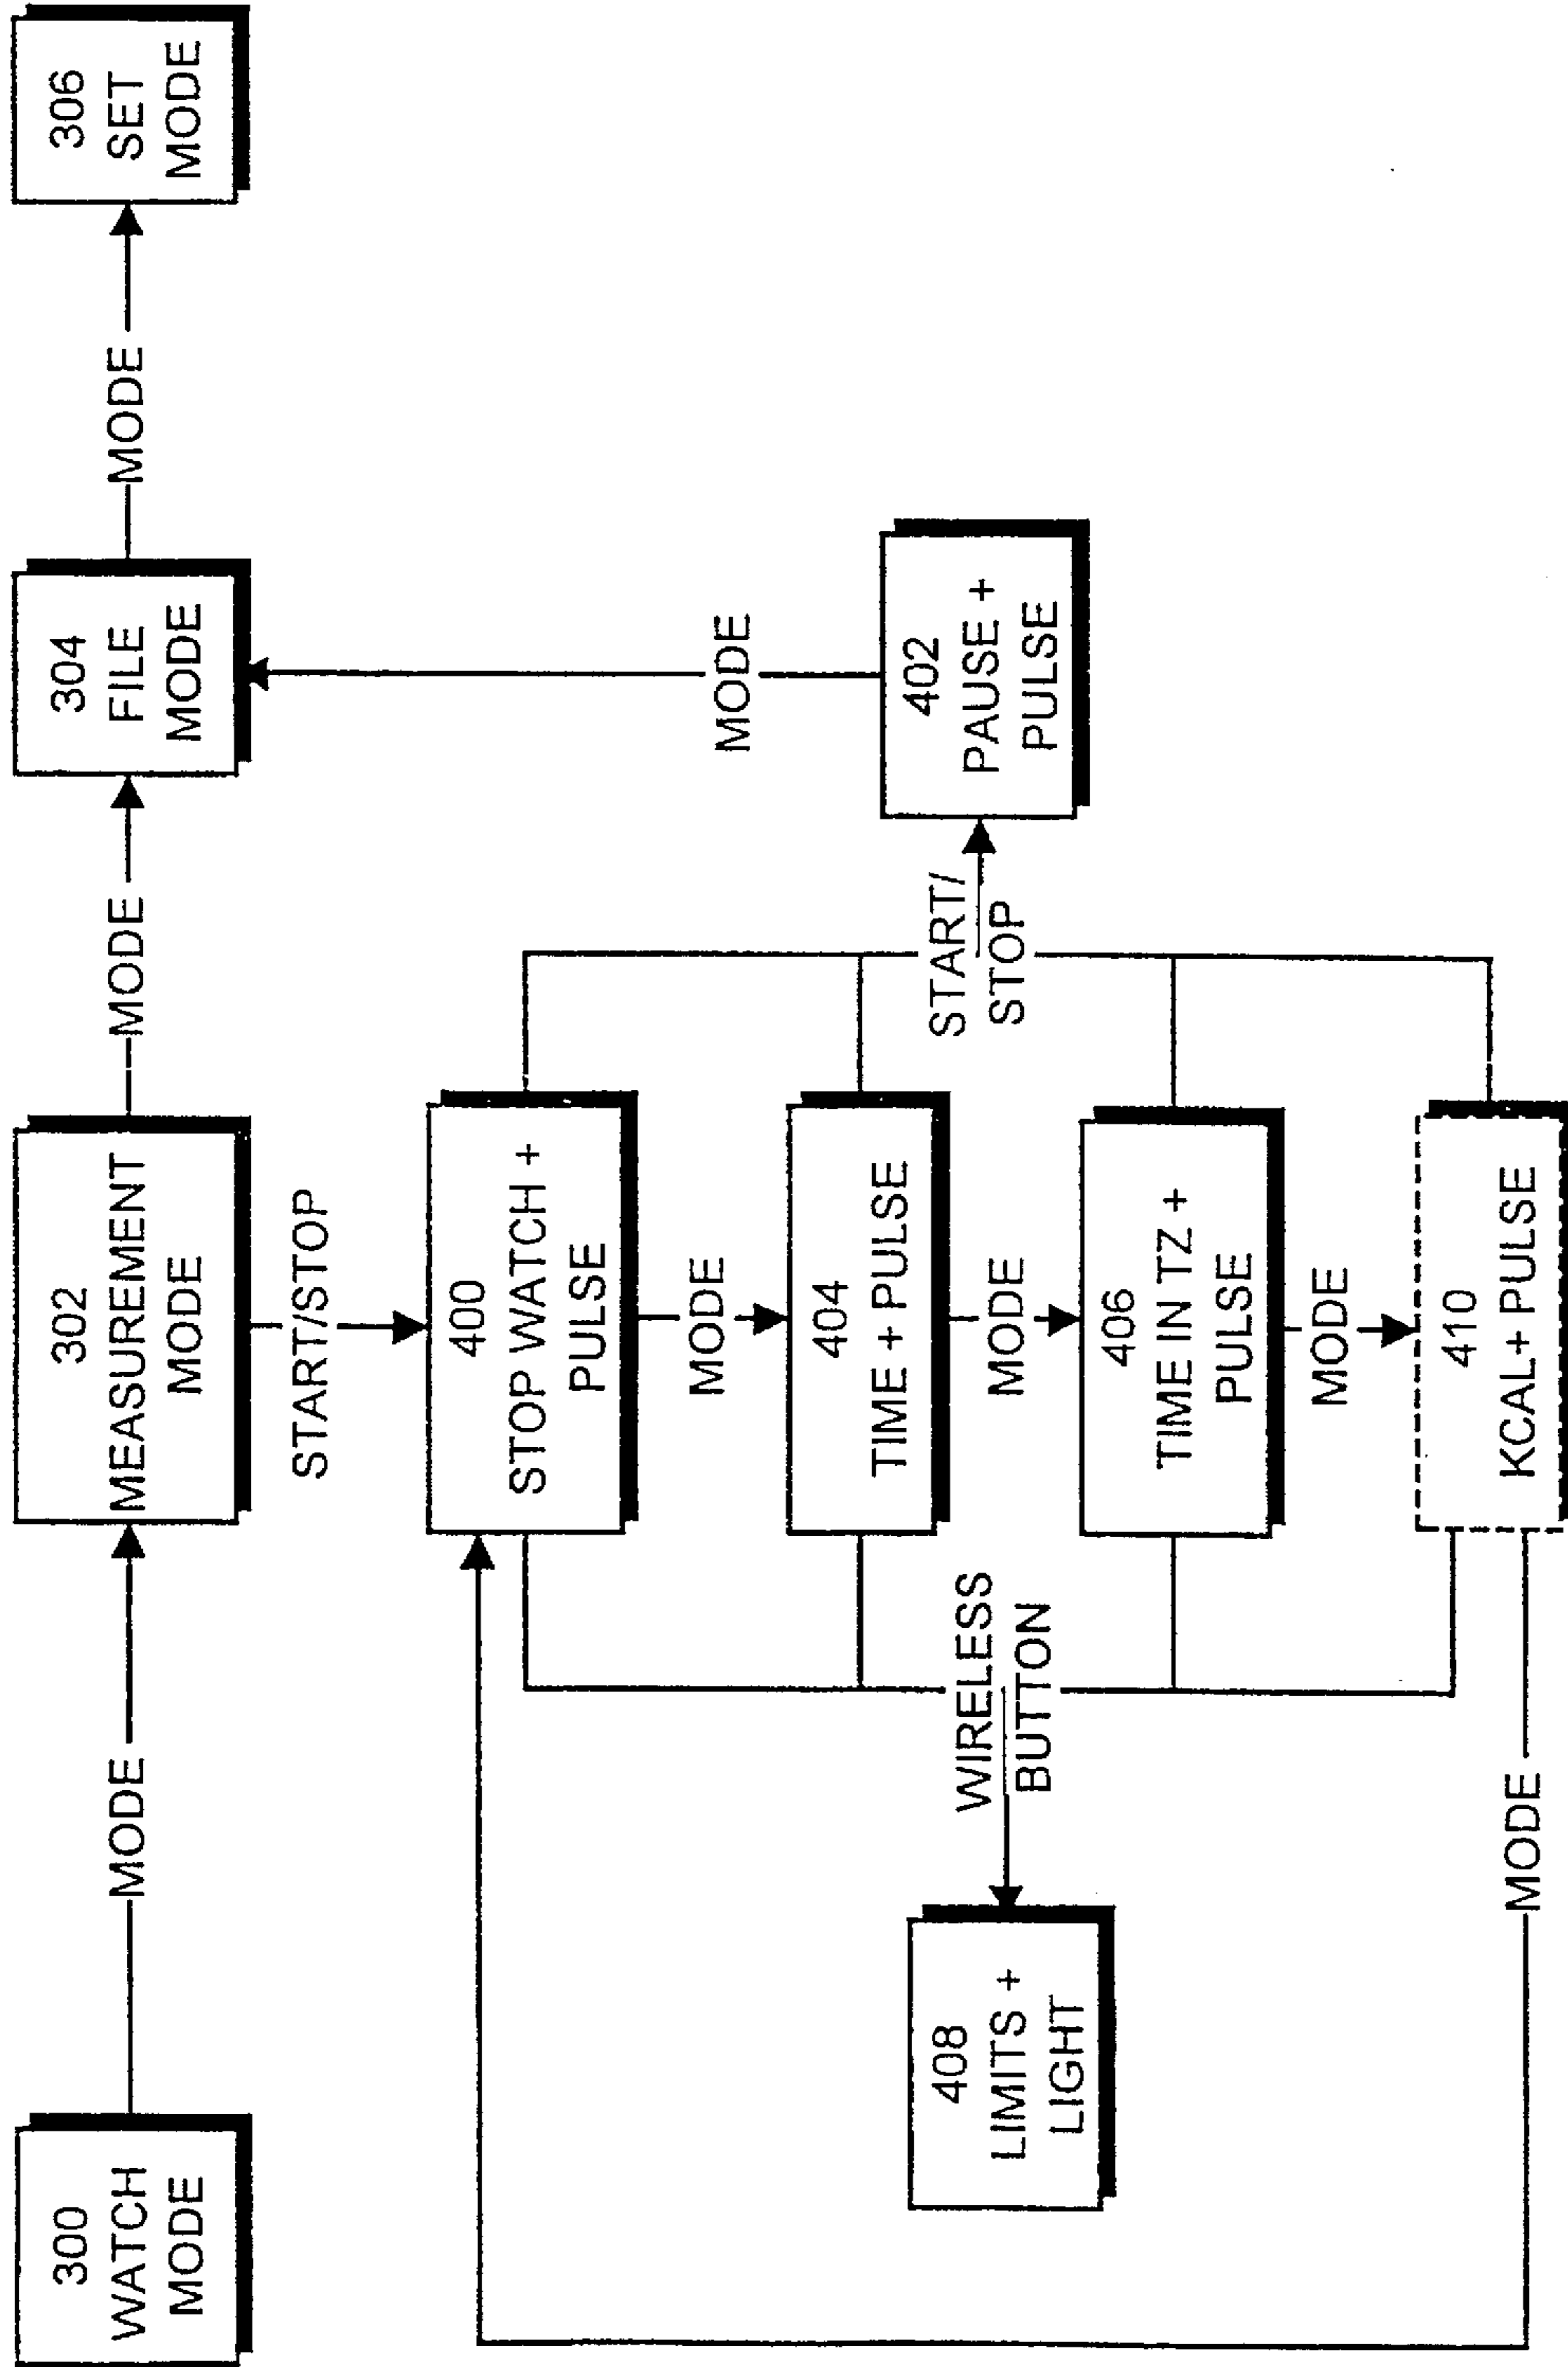 300
WATCH
MODE
MODE
302
MEASUREMENT
MODE
MODE
304
FILE
MODE
MODE
306
SET
MODE
START/STOP
400
STOP WATCH +
PULSE
MODE
404
TIME + PULSE
MODE
406
TIME IN TZ +
PULSE
MODE
410
KCAL+ PULSE
MODE
WIRELESS
BUTTON
408
LIMITS +
LIGHT
START/
STOP
402
PAUSE +
PULSE
MODE